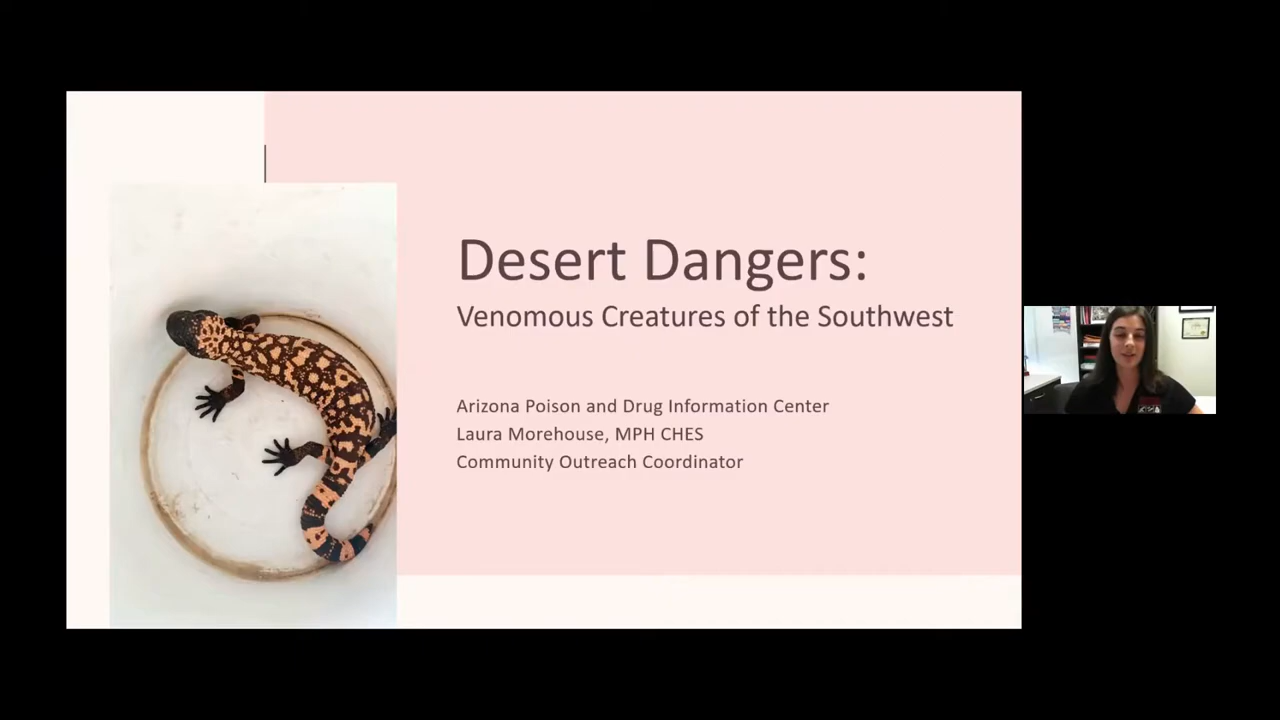 Desert Dangers:
Venomous Creatures of the Southwest
Arizona Poison and Drug Information Center
Laura Morehouse, MPH CHES
Community Outreach Coordinator